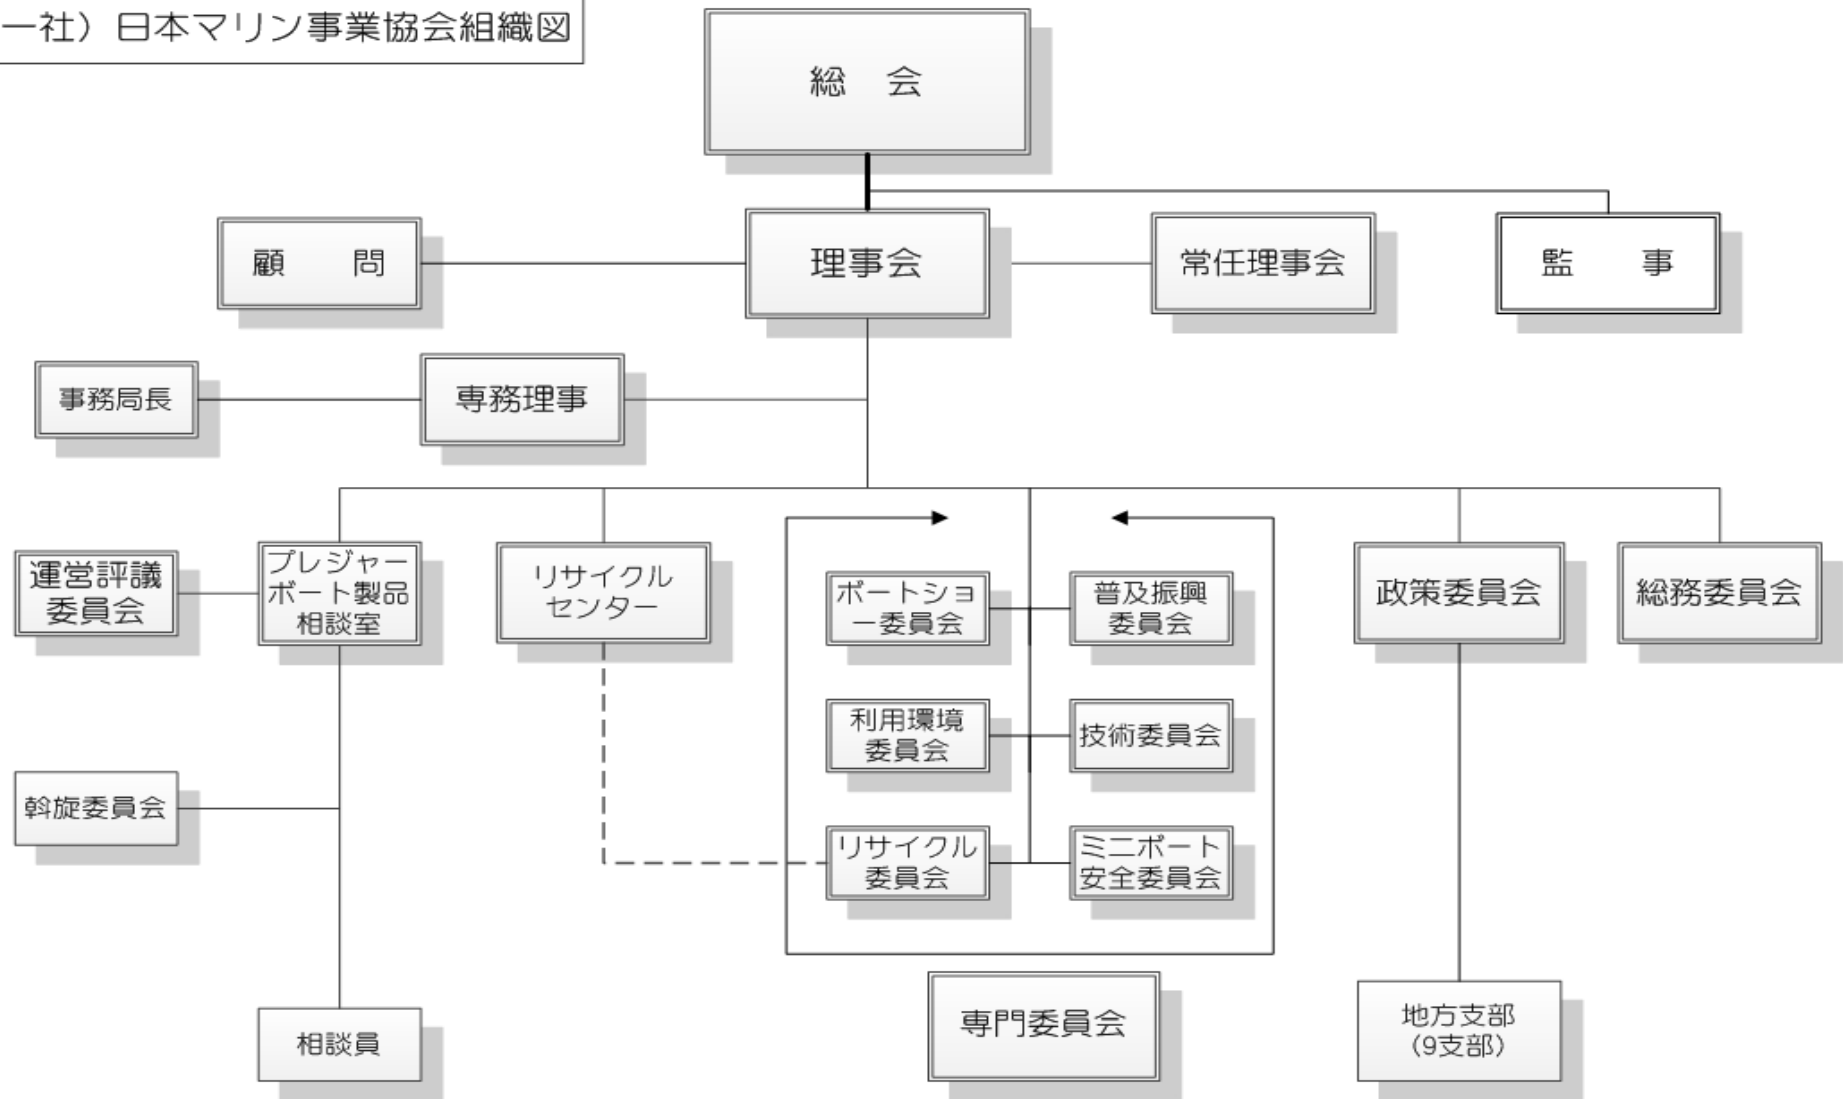 一社）日本マリン事業協会組織図
総　会
顧　問
理事会
常任理事会
監　事
事務局長
専務理事
運営評議
委員会
プレジャー
ボート製品
相談室
リサイクル
センター
ボートショ
ー委員会
普及振興
委員会
政策委員会
総務委員会
利用環境
委員会
技術委員会
斡旋委員会
リサイクル
委員会
ミニボート
安全委員会
相談員
専門委員会
地方支部
（9支部）